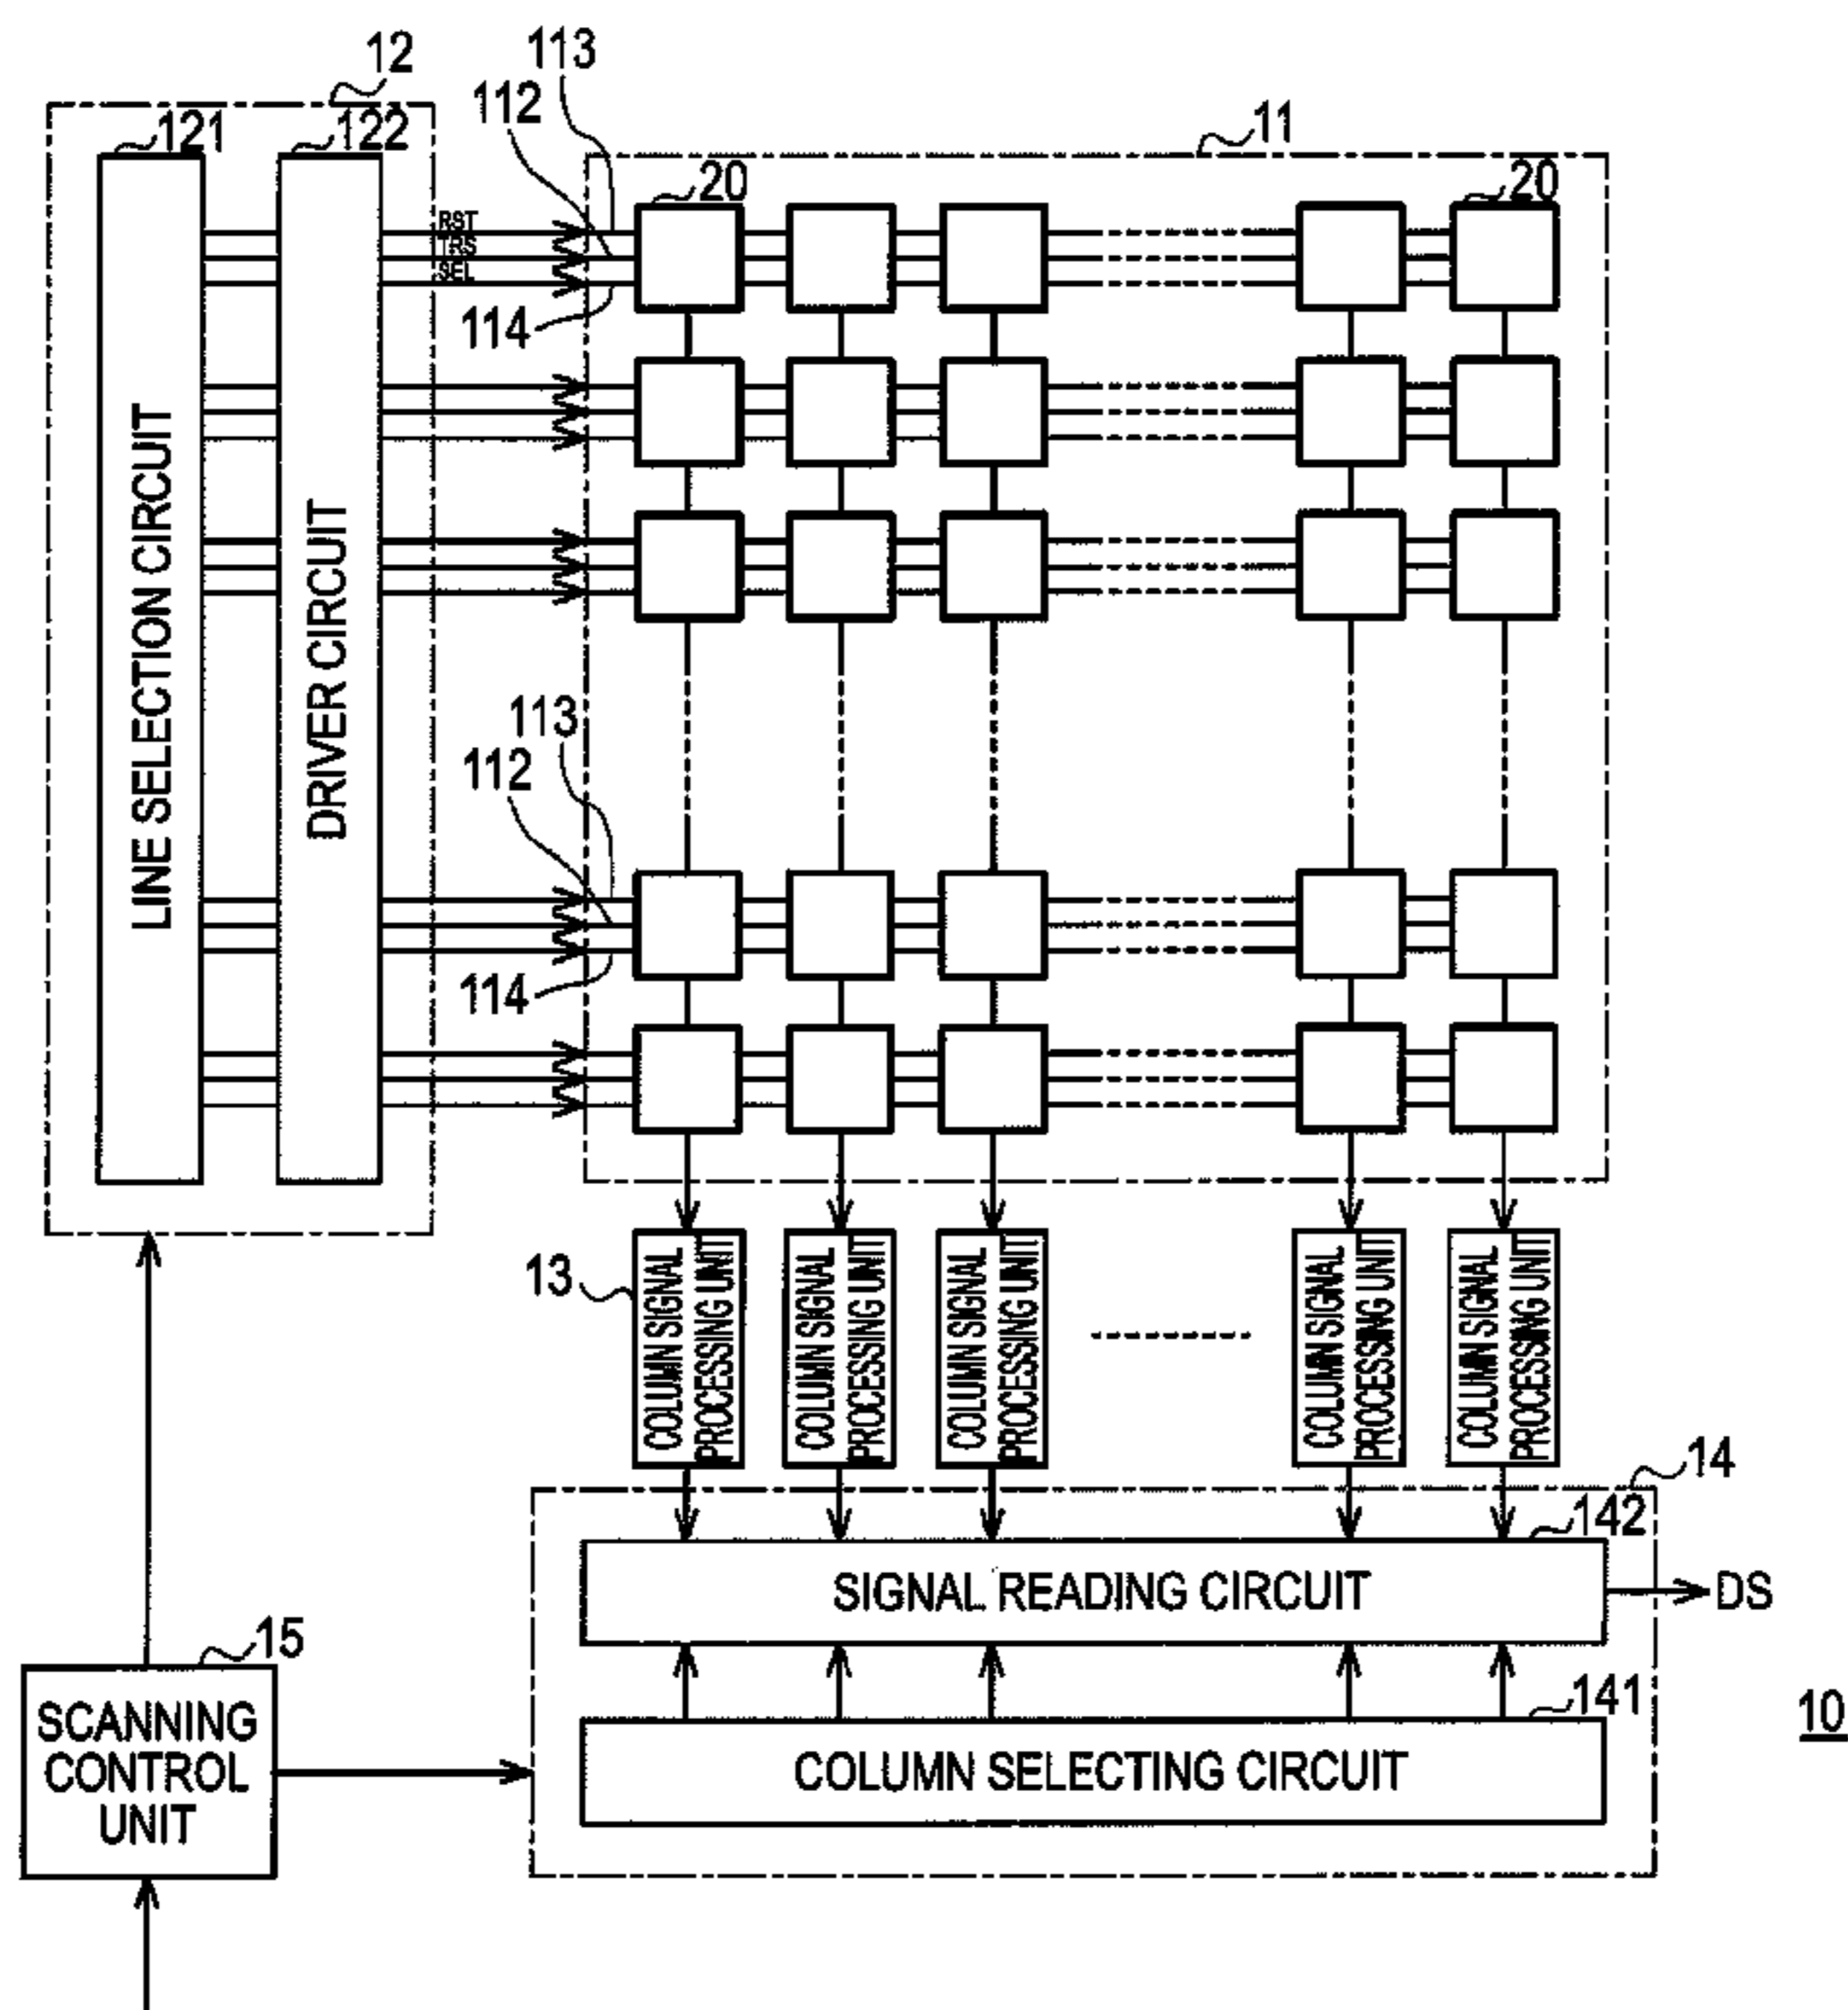 113
12
112
11
121
122
20
20
RST
TRS
SEL
114
LINE SELECTION CIRCUIT
DRIVER CIRCUIT
113
112
114
13
COLUMN SIGNAL
PROCESSING UNIT
COLUMN SIGNAL
PROCESSING UNIT
COLUMN SIGNAL
PROCESSING UNIT
COLUMN SIGNAL
PROCESSING UNIT
COLUMN SIGNAL
PROCESSING UNIT
14
142
SIGNAL READING CIRCUIT
DS
15
SCANNING
CONTROL
UNIT
141
COLUMN SELECTING CIRCUIT
10